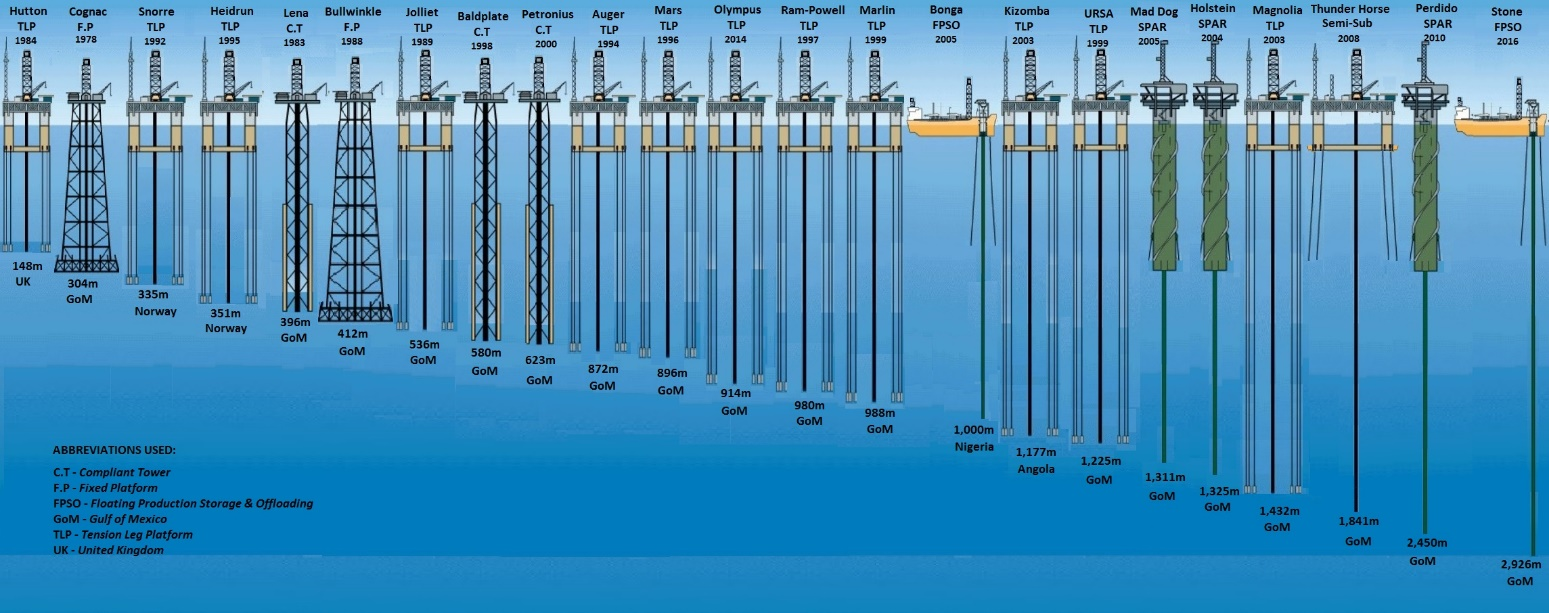 Hutton
TLP
1984
Cognac
F.P
1978
Snorre
TLP
1992
Heidrun
TLP
1995
Lena
C.T
1983
Bullwinkle
F.P
1988
Jolliet
TLP
1989
Baldplate
C.T
1998
Petronius
C.T
2000
Auger
TLP
1994
Mars
TLP
1996
Olympus
TLP
2014
Ram-Powell
TLP
1997
Marlin
TLP
1999
Bonga
FPSO
2005
Kizomba
TLP
2003
URSA
TLP
1999
Mad Dog
SPAR
2005
Holstein
SPAR
2004
Magnolia
TLP
2003
Thunder Horse
Semi-Sub
2008
Perdido
SPAR
2010
Stone
FPSO
2016
148m
UK
304m
GoM
335m
Norway
351m
Norway
396m
GoM
412m
GoM
536m
GoM
580m
GoM
623m
GoM
872m
GoM
896m
GoM
914m
GoM
980m
GoM
988m
GoM
1,000m
Nigeria
1,177m
Angola
1,225m
GoM
1,311m
GoM
1,325m
GoM
1,432m
GoM
1,841m
GoM
2,450m
GoM
2,926m
GoM
ABBREVIATIONS USED:
C.T - Compliant Tower
F.P - Fixed Platform
FPSO - Floating Production Storage & Offloading
GoM - Gulf of Mexico
TLP - Tension Leg Platform
UK - United Kingdom